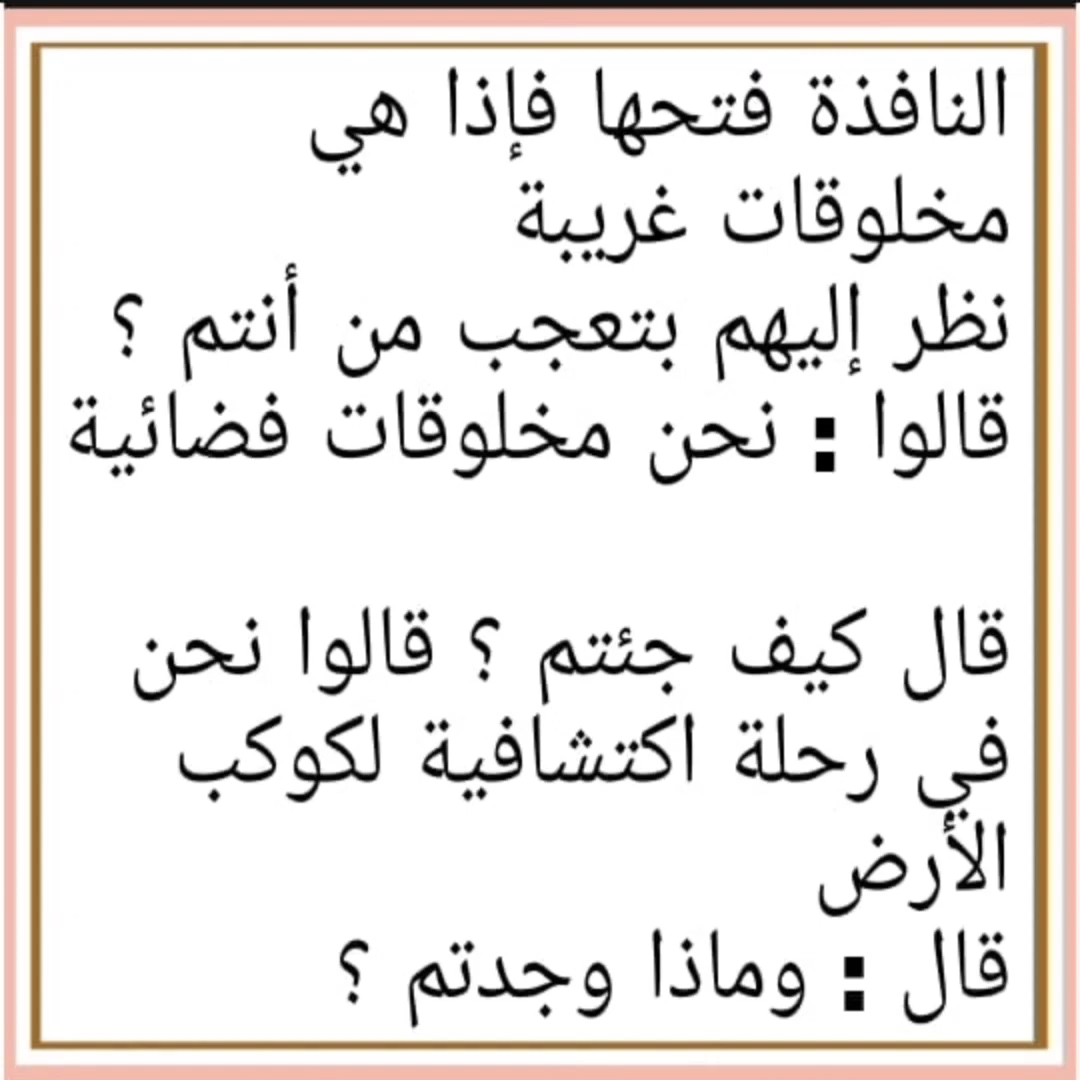 النافذة فتحها فإذا هي
مخلوقات غريبة
نظر إليهم بتعجب من أنتم ؟
قالوا : نحن مخلوقات فضائية
قال كيف جئتم ؟ قالوا نحن
في رحلة اكتشافية لكوكب
الأرض
قال : وماذا وجدتم ؟